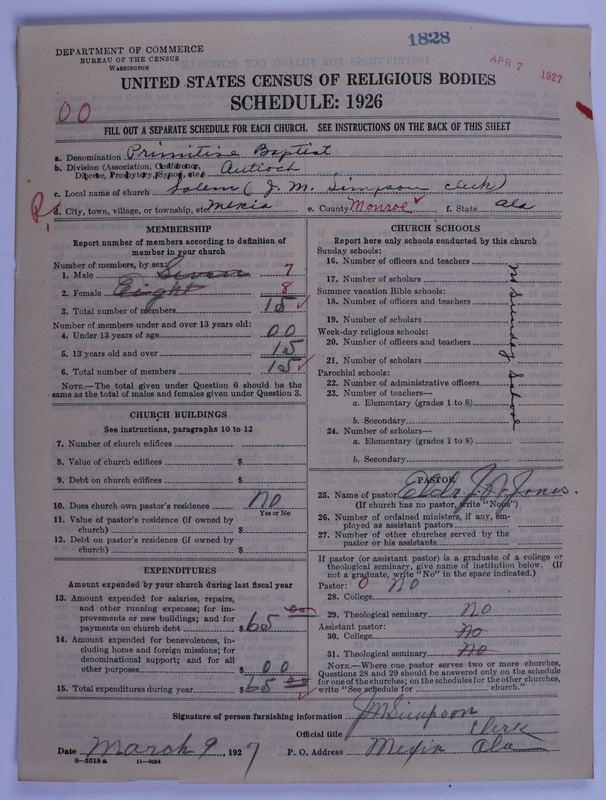 1828
APR 7 1927
DEPARTMENT OF COMMERCE
BUREAU OF THE CENSUS
WASHINGTON
UNITED STATES CENSUS OF RELIGIOUS BODIES
SCHEDULE: 1926
00
FILL OUT A SEPARATE SCHEDULE FOR EACH CHURCH. SEE INSTRUCTIONS ON THE BACK OF THIS SHEET
a. Denomination Primitive Baptist
b. Division (Association, Conference, Diocese, Presbytery, Synod, etc.) Antioch
c. Local name of church Salem (J. M. Simpson clerk)
R
d. City, town, village, or township, etc. Mexia e. County Monroe f. State Ala
MEMBERSHIP
Report number of members according to definition of
member in your church
Number of members, by sex:
1. Male Seven 7
2. Female Eight 8
3. Total number of members 15
Number of members under and over 13 years old:
4. Under 13 years of age 00
5. 13 years old and over 15
6. Total number of members 15
NOTE.—The total given under Question 6 should be the
same as the total of males and females given under Question 3.
CHURCH BUILDINGS
See instructions, paragraphs 10 to 12
7. Number of church edifices
8. Value of church edifices $
9. Debt on church edifices $
10. Does church own pastor's residence no
Yes or No
11. Value of pastor's residence (if owned by
church) $
12. Debt on pastor's residence (if owned by
church) $
EXPENDITURES
Amount expended by your church during last fiscal year
13. Amount expended for salaries, repairs,
and other running expenses; for im-
provements or new buildings; and for
payments on church debt $65 00
14. Amount expended for benevolences, in-
cluding home and foreign missions; for
denominational support; and for all
other purposes $ 00
15. Total expenditures during year $65 00
CHURCH SCHOOLS
Report here only schools conducted by this church
Sunday schools:
16. Number of officers and teachers
17. Number of scholars
Summer vacation Bible schools:
18. Number of officers and teachers
19. Number of scholars
Week-day religious schools:
20. Number of officers and teachers
21. Number of scholars
Parochial schools:
22. Number of administrative officers
23. Number of teachers—
a. Elementary (grades 1 to 8)
b. Secondary
24. Number of scholars—
a. Elementary (grades 1 to 8)
b. Secondary
no Sunday School
PASTOR
25. Name of pastor Eldr J. N. Jones.
(If church has no pastor, write "None")
26. Number of ordained ministers, if any, em-
ployed as assistant pastors
27. Number of other churches served by the
pastor or his assistants
If pastor (or assistant pastor) is a graduate of a college or
theological seminary, give name of institution below. (If
not a graduate, write "No" in the space indicated.)
Pastor: 0 No
28. College
29. Theological seminary No
Assistant pastor:
30. College No
31. Theological seminary No
NOTE.—Where one pastor serves two or more churches,
Questions 28 and 29 should be answered only on the schedule
for one of the churches; on the schedules for the other churches,
write "See schedule for church."
Signature of person furnishing information J M Simpson
Official title Clerk
Date March 9, 1927 P. O. Address Mexia Ala
8—5518a 11—9034